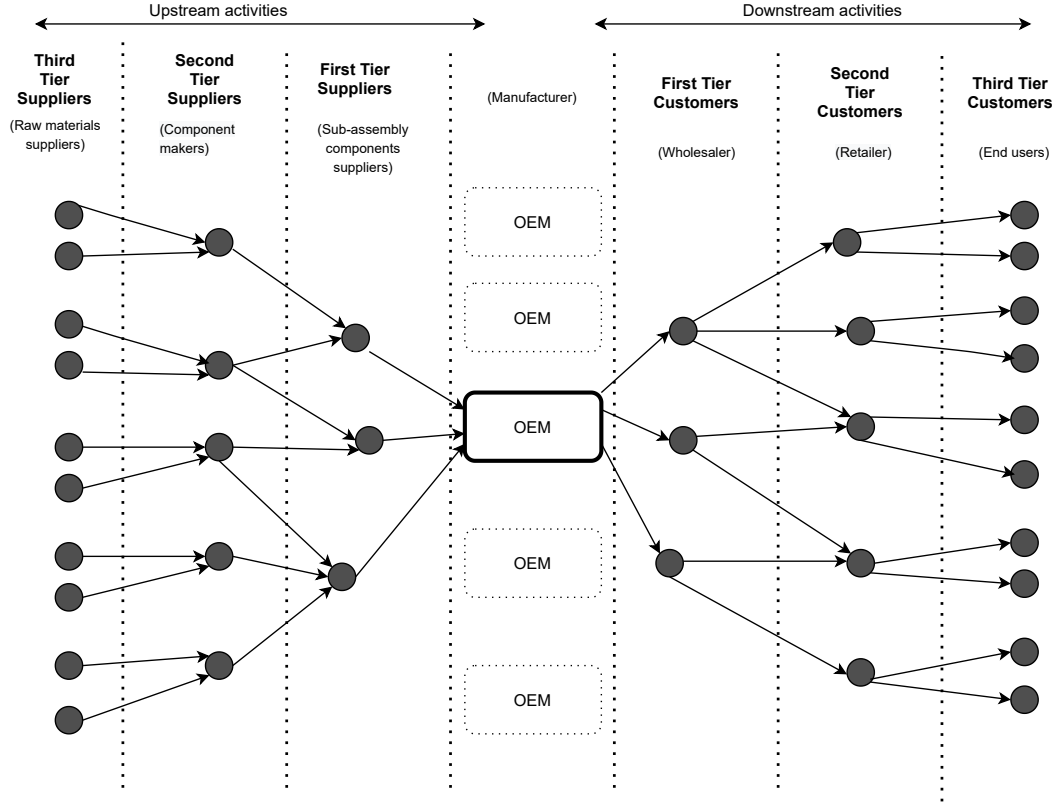 Upstream activities
Downstream activities
Third
Tier
Suppliers
(Raw materials
suppliers)
Second
Tier
Suppliers
(Component
makers)
First Tier
Suppliers
(Sub-assembly
components
suppliers)
(Manufacturer)
First Tier
Customers
(Wholesaler)
Second
Tier
Customers
(Retailer)
Third Tier
Customers
(End users)
OEM
OEM
OEM
OEM
OEM